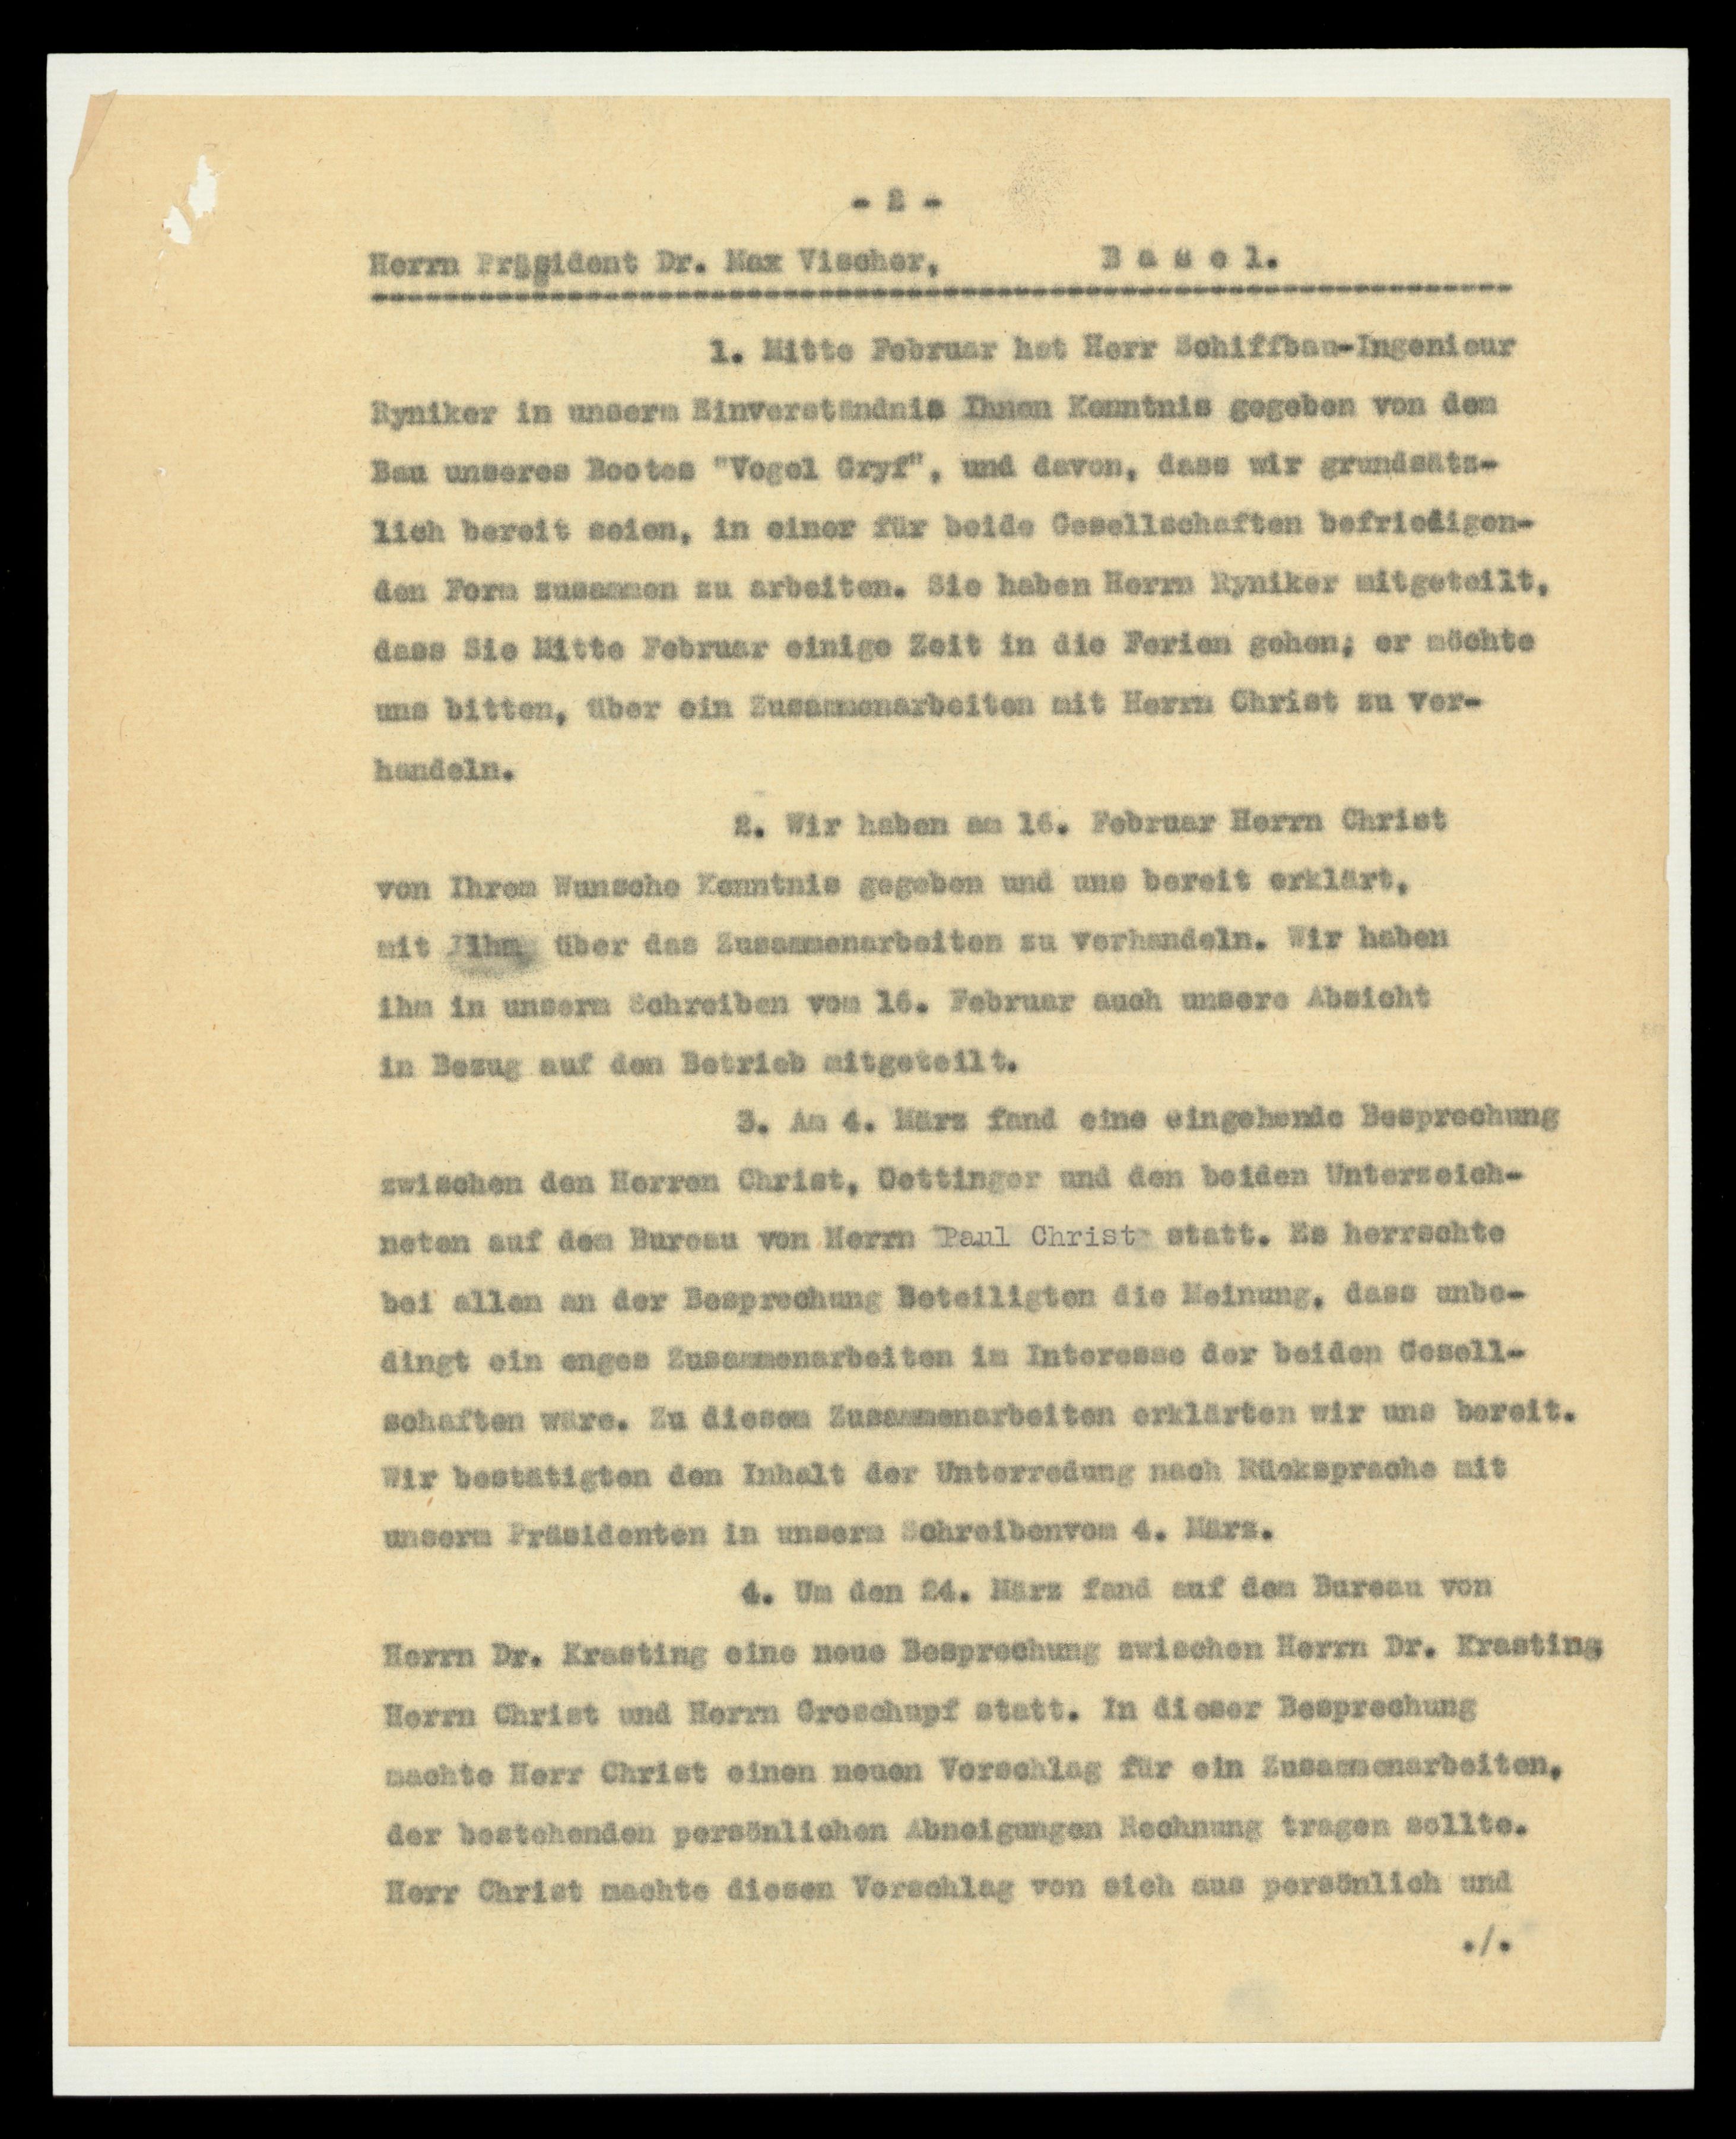 - 2 -
Herrn Präsident Dr. Max Vischer, B a s e l.
1. Mitte Februar hat Herr Schiffbau-Ingenieur
Ryniker in unserm Einverständnis Ihnen Kenntnis gegeben von dem
Bau unseres Bootes "Vogel Gryf", und davon, dass wir grundsätz-
lich bereit seien, in einer für beide Gesellschaften befriedigen-
den Form zusammen zu arbeiten. Sie haben Herrn Ryniker mitgeteilt,
dass Sie Mitte Februar einige Zeit in die Ferien gehen; er möchte
uns bitten, über ein Zusammenarbeiten mit Herrn Christ zu ver-
handeln.
2. Wir haben am 16. Februar Herrn Christ
von Ihrem Wunsche Kenntnis gegeben und uns bereit erklärt,
mit ihm über das Zusammenarbeiten zu verhandeln. Wir haben
ihm in unserm Schreiben vom 16. Februar auch unsere Absicht
in Bezug auf den Betrieb mitgeteilt.
3. Am 4. März fand eine eingehende Besprechung
zwischen den Herren Christ, Oettinger und den beiden Unterzeich-
neten auf dem Bureau von Herrn Paul Christ statt. Es herrschte
bei allen an der Besprechung Beteiligten die Meinung, dass unbe-
dingt ein enges Zusammenarbeiten im Interesse der beiden Gesell-
schaften wäre. Zu diesem Zusammenarbeiten erklärten wir uns bereit.
Wir bestätigten den Inhalt der Unterredung nach Rücksprache mit
unserm Präsidenten in unserm Schreibenvom 4. März.
4. Um den 24. März fand auf dem Bureau von
Herrn Dr. Krasting eine neue Besprechung zwischen Herrn Dr. Krasting,
Herrn Christ und Herrn Groschupf statt. In dieser Besprechung
machte Herr Christ einen neuen Vorschlag für ein Zusammenarbeiten,
der bestehenden persönlichen Abneigungen Rechnung tragen sollte.
Herr Christ machte diesen Vorschlag von sich aus persönlich und
./.